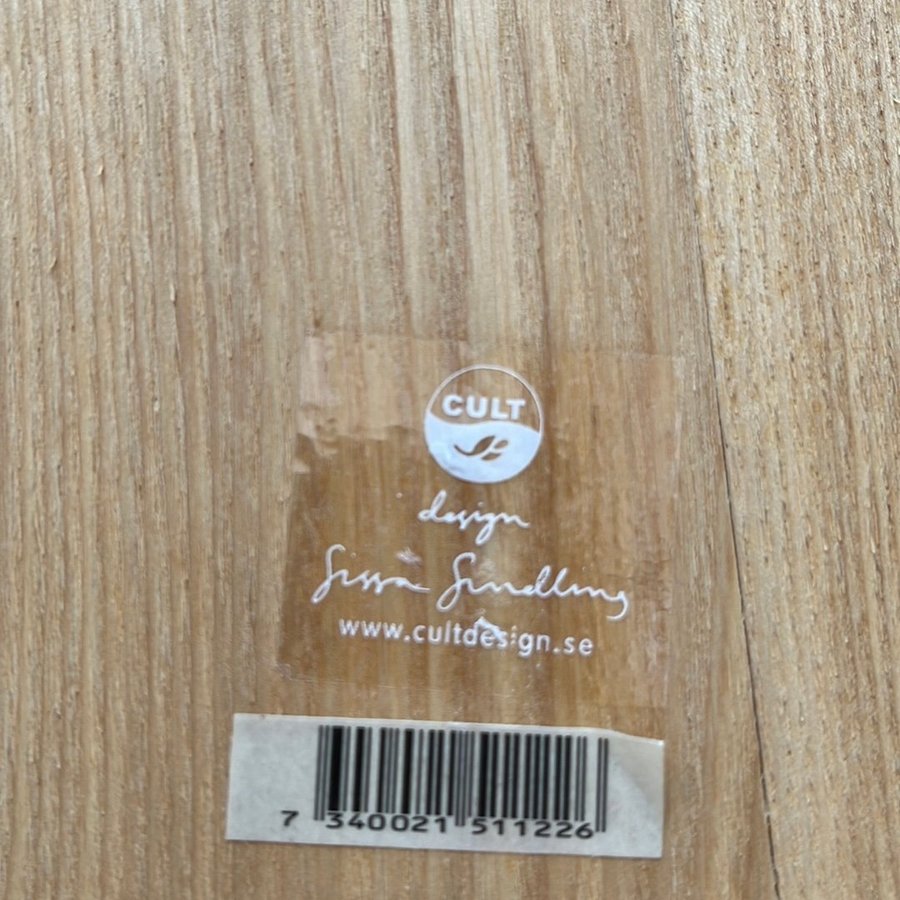 CULT
design
Sissa Sundling
www.cultdesign.se
7 340021 511226